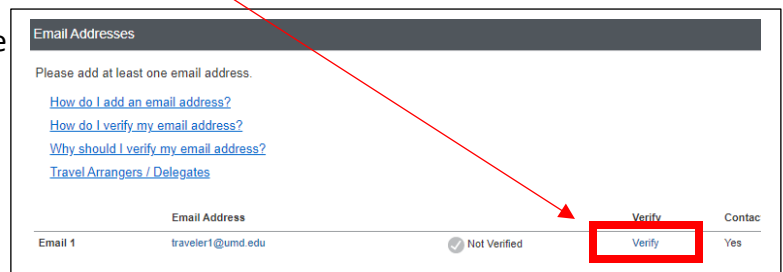 Email Addresses
e
Please add at least one email address.
How do I add an email address?
How do I verify my email address?
Why should I verify my email address?
Travel Arrangers / Delegates
Email Address Verify Contac
Email 1 traveler1@umd.edu Not Verified Verify Yes